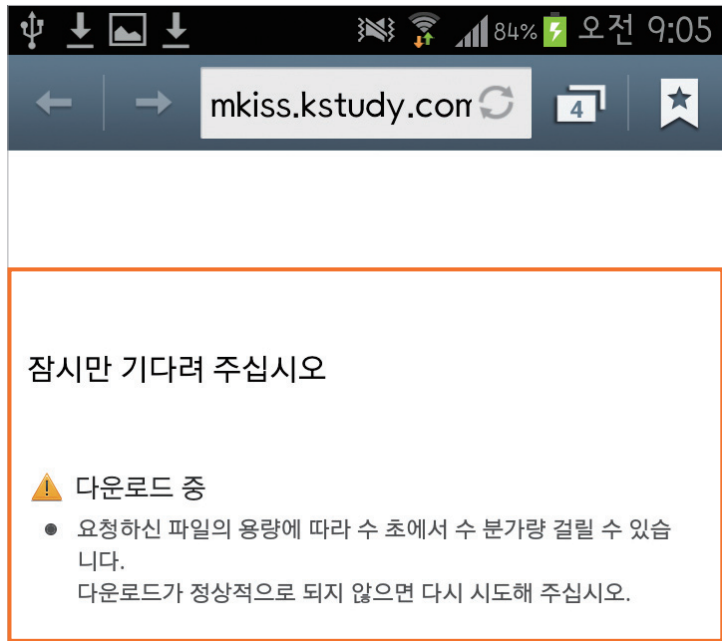 84% 오전 9:05
mkiss.kstudy.com 4
잠시만 기다려 주십시오
다운로드 중
요청하신 파일의 용량에 따라 수 초에서 수 분가량 걸릴 수 있습
니다.
다운로드가 정상적으로 되지 않으면 다시 시도해 주십시오.